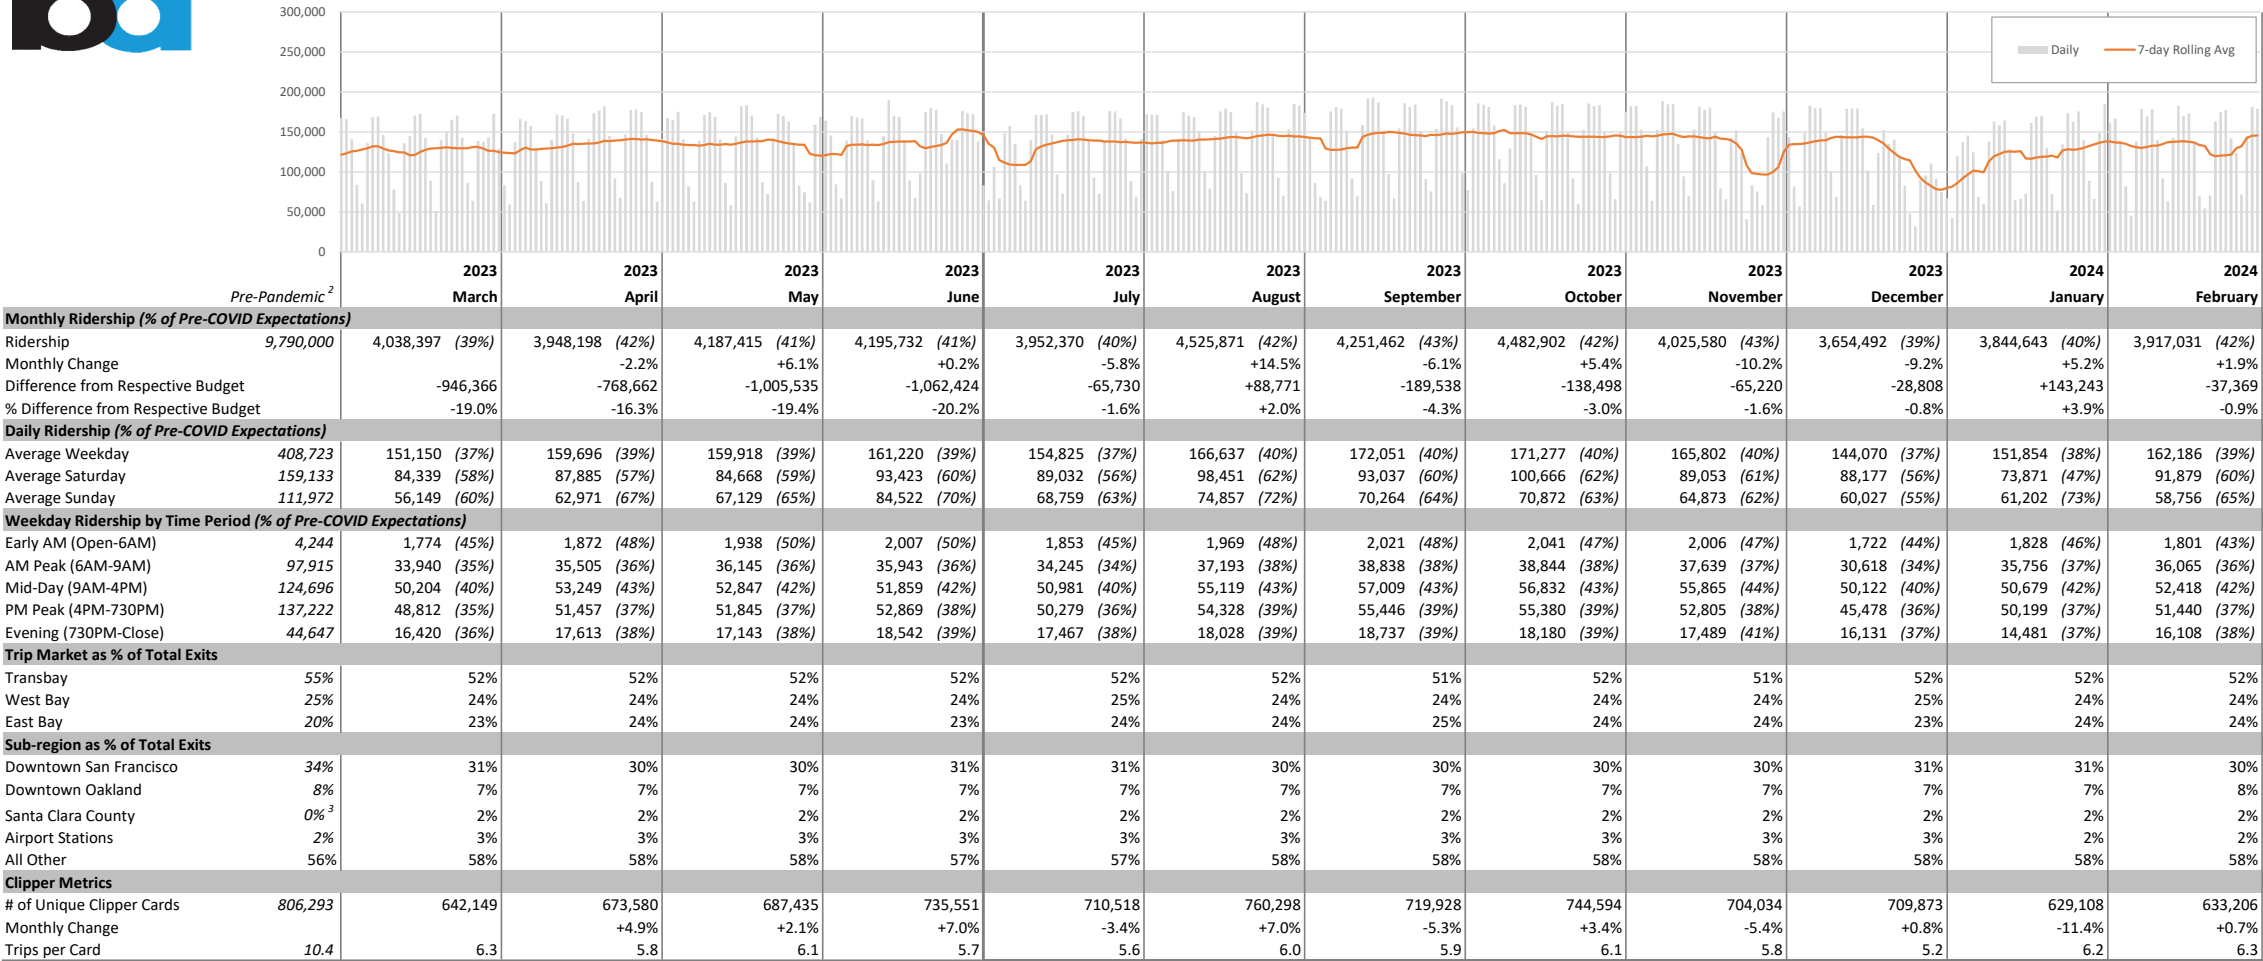 ba
300,000
250,000
200,000
150,000
100,000
50,000
0
Daily 7-day Rolling Avg
2023 2023 2023 2023 2023 2023 2023 2023 2023 2023 2024 2024
Pre-Pandemic 2 March April May June July August September October November December January February
Monthly Ridership (% of Pre-COVID Expectations)
Ridership 9,790,000 4,038,397 (39%) 3,948,198 (42%) 4,187,415 (41%) 4,195,732 (41%) 3,952,370 (40%) 4,525,871 (42%) 4,251,462 (43%) 4,482,902 (42%) 4,025,580 (43%) 3,654,492 (39%) 3,844,643 (40%) 3,917,031 (42%)
Monthly Change -2.2% +6.1% +0.2% -5.8% +14.5% -6.1% +5.4% -10.2% -9.2% +5.2% +1.9%
Difference from Respective Budget -946,366 -768,662 -1,005,535 -1,062,424 -65,730 +88,771 -189,538 -138,498 -65,220 -28,808 +143,243 -37,369
% Difference from Respective Budget -19.0% -16.3% -19.4% -20.2% -1.6% +2.0% -4.3% -3.0% -1.6% -0.8% +3.9% -0.9%
Daily Ridership (% of Pre-COVID Expectations)
Average Weekday 408,723 151,150 (37%) 159,696 (39%) 159,918 (39%) 161,220 (39%) 154,825 (37%) 166,637 (40%) 172,051 (40%) 171,277 (40%) 165,802 (40%) 144,070 (37%) 151,854 (38%) 162,186 (39%)
Average Saturday 159,133 84,339 (58%) 87,885 (57%) 84,668 (59%) 93,423 (60%) 89,032 (56%) 98,451 (62%) 93,037 (60%) 100,666 (62%) 89,053 (61%) 88,177 (56%) 73,871 (47%) 91,879 (60%)
Average Sunday 111,972 56,149 (60%) 62,971 (67%) 67,129 (65%) 84,522 (70%) 68,759 (63%) 74,857 (72%) 70,264 (64%) 70,872 (63%) 64,873 (62%) 60,027 (55%) 61,202 (73%) 58,756 (65%)
Weekday Ridership by Time Period (% of Pre-COVID Expectations)
Early AM (Open-6AM) 4,244 1,774 (45%) 1,872 (48%) 1,938 (50%) 2,007 (50%) 1,853 (45%) 1,969 (48%) 2,021 (48%) 2,041 (47%) 2,006 (47%) 1,722 (44%) 1,828 (46%) 1,801 (43%)
AM Peak (6AM-9AM) 97,915 33,940 (35%) 35,505 (36%) 36,145 (36%) 35,943 (36%) 34,245 (34%) 37,193 (38%) 38,838 (38%) 38,844 (38%) 37,639 (37%) 30,618 (34%) 35,756 (37%) 36,065 (36%)
Mid-Day (9AM-4PM) 124,696 50,204 (40%) 53,249 (43%) 52,847 (42%) 51,859 (42%) 50,981 (40%) 55,119 (43%) 57,009 (43%) 56,832 (43%) 55,865 (44%) 50,122 (40%) 50,679 (42%) 52,418 (42%)
PM Peak (4PM-730PM) 137,222 48,812 (35%) 51,457 (37%) 51,845 (37%) 52,869 (38%) 50,279 (36%) 54,328 (39%) 55,446 (39%) 55,380 (39%) 52,805 (38%) 45,478 (36%) 50,199 (37%) 51,440 (37%)
Evening (730PM-Close) 44,647 16,420 (36%) 17,613 (38%) 17,143 (38%) 18,542 (39%) 17,467 (38%) 18,028 (39%) 18,737 (39%) 18,180 (39%) 17,489 (41%) 16,131 (37%) 14,481 (37%) 16,108 (38%)
Trip Market as % of Total Exits
Transbay 55% 52% 52% 52% 52% 52% 52% 51% 52% 51% 52% 52% 52%
West Bay 25% 24% 24% 24% 24% 25% 24% 24% 24% 24% 25% 24% 24%
East Bay 20% 23% 24% 24% 23% 24% 24% 25% 24% 24% 23% 24% 24%
Sub-region as % of Total Exits
Downtown San Francisco 34% 31% 30% 30% 31% 31% 30% 30% 30% 30% 31% 31% 30%
Downtown Oakland 8% 7% 7% 7% 7% 7% 7% 7% 7% 7% 7% 7% 8%
Santa Clara County 0% 3 2% 2% 2% 2% 2% 2% 2% 2% 2% 2% 2% 2%
Airport Stations 2% 3% 3% 3% 3% 3% 3% 3% 3% 3% 3% 2% 2%
All Other 56% 58% 58% 58% 57% 57% 58% 58% 58% 58% 58% 58% 58%
Clipper Metrics
# of Unique Clipper Cards 806,293 642,149 673,580 687,435 735,551 710,518 760,298 719,928 744,594 704,034 709,873 629,108 633,206
Monthly Change +4.9% +2.1% +7.0% -3.4% +7.0% -5.3% +3.4% -5.4% +0.8% -11.4% +0.7%
Trips per Card 10.4 6.3 5.8 6.1 5.7 5.6 6.0 5.9 6.1 5.8 5.2 6.2 6.3